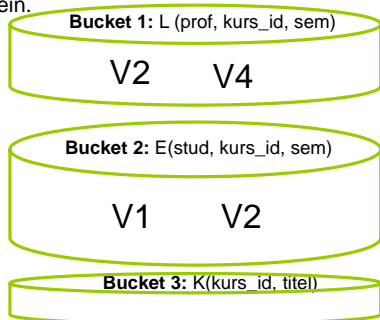 ein.
Bucket 1: L (prof, kurs_id, sem)
V2 V4
Bucket 2: E(stud, kurs_id, sem)
V1 V2
Bucket 3: K(kurs_id, titel)